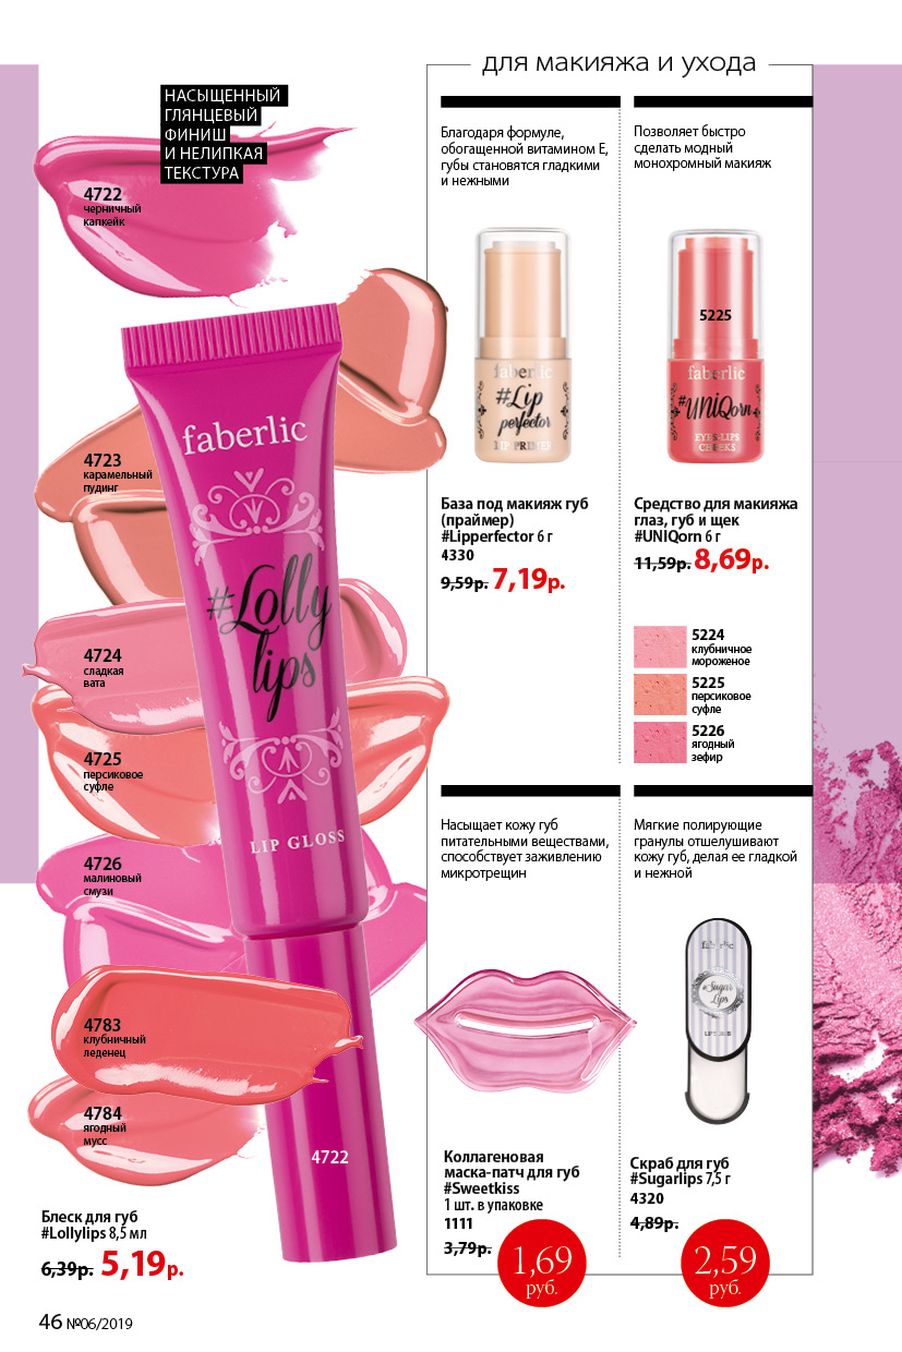 для макияжа и ухода
НАСЫЩЕННЫЙ
ГЛЯНЦЕВЫЙ
ФИНИШ
И НЕЛИПКАЯ
ТЕКСТУРА
4722
черничный
капкейк
4723
карамельный
пудинг
4724
сладкая
вата
4725
персиковое
суфле
4726
малиновый
смузи
4783
клубничный
леденец
4784
ягодный
мусс
faberlic
#Lolly
lips
LIP GLOSS
4722
Блеск для губ
#Lollylips 8,5 мл
6,39р. 5,19р.
Благодаря формуле,
обогащенной витамином Е,
губы становятся гладкими
и нежными
faberlic
#Lip
perfector
LIP PRIMER
База под макияж губ
(праймер)
#Lipperfector 6 г
4330
9,59р. 7,19р.
Позволяет быстро
сделать модный
монохромный макияж
5225
faberlic
#UNIQorn
EYES-LIPS
CHEEKS
Средство для макияжа
глаз, губ и щек
#UNIQorn 6 г
11,59р. 8,69р.
5224
клубничное
мороженое
5225
персиковое
суфле
5226
ягодный
зефир
Насыщает кожу губ
питательными веществами,
способствует заживлению
микротрещин
Коллагеновая
маска-патч для губ
#Sweetkiss
1 шт. в упаковке
1111
3,79р.
1,69
руб.
Мягкие полирующие
гранулы отшелушивают
кожу губ, делая ее гладкой
и нежной
faberlic
#Sugar
Lips
LIP SCRUB
Скраб для губ
#Sugarlips 7,5 г
4320
4,89р.
2,59
руб.
46 №06/2019